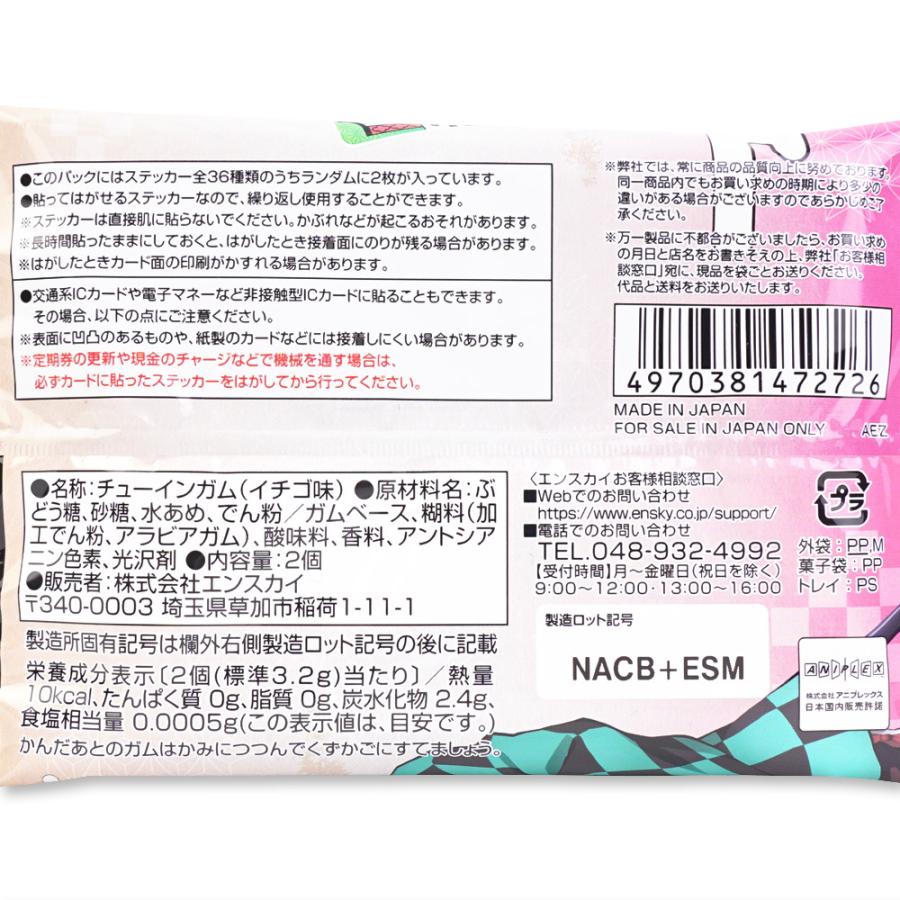 ●このパックにはステッカー全36種類のうちランダムに2枚が入っています。
●貼ってはがせるステッカーなので、繰り返し使用することができます。
※ステッカーは直接肌に貼らないでください。かぶれなどが起こるおそれがあります。
※長時間貼ったままにしておくと、はがしたとき接着面にのりが残る場合があります。
※はがしたときカード面の印刷がかすれる場合があります。
●交通系ICカードや電子マネーなど非接触型ICカードに貼ることもできます。
その場合、以下の点にご注意ください。
※表面に凹凸のあるものや、紙製のカードなどには接着しにくい場合があります。
※定期券の更新や現金のチャージなどで機械を通す場合は、
必ずカードに貼ったステッカーをはがしてから行ってください。
※弊社では、常に商品の品質向上に努めております。
同一商品内でもお買い求めの時期により多少の
違いがある場合がございますのであらかじめご了
承ください。
※万一製品に不都合がございましたら、お買い求め
の月日と店名をお書きそえの上、弊社「お客様相
談窓口」宛に、現品を袋ごとお送りください。
代品と送料をお送りいたします。
4970381472726
MADE IN JAPAN
FOR SALE IN JAPAN ONLY
AEZ
●名称:チューインガム(イチゴ味) ●原材料名:ぶ
どう糖、砂糖、水あめ、でん粉/ガムベース、糊料(加
工でん粉、アラビアガム)、酸味料、香料、アントシア
ニン色素、光沢剤 ●内容量:2個
●販売者:株式会社エンスカイ
〒340-0003 埼玉県草加市稲荷1-11-1
製造所固有記号は欄外右側製造ロット記号の後に記載
栄養成分表示〔2個(標準3.2g)当たり〕/熱量
10kcal,たんぱく質 0g,脂質 0g,炭水化物 2.4g,
食塩相当量 0.0005g(この表示値は、目安です。)
かんだあとのガムはかみにつつんでくずかごにすてましょう。
〈エンスカイお客様相談窓口〉
■Webでのお問い合わせ
https://www.ensky.co.jp/support/
■電話でのお問い合わせ
TEL.048-932-4992
【受付時間】月〜金曜日(祝日を除く)
9:00〜12:00・13:00〜16:00
プラ
外袋:PP,M
菓子袋:PP
トレイ:PS
製造ロット記号
NACB+ESM
ANIPLEX
株式会社アニプレックス
日本国内販売許諾